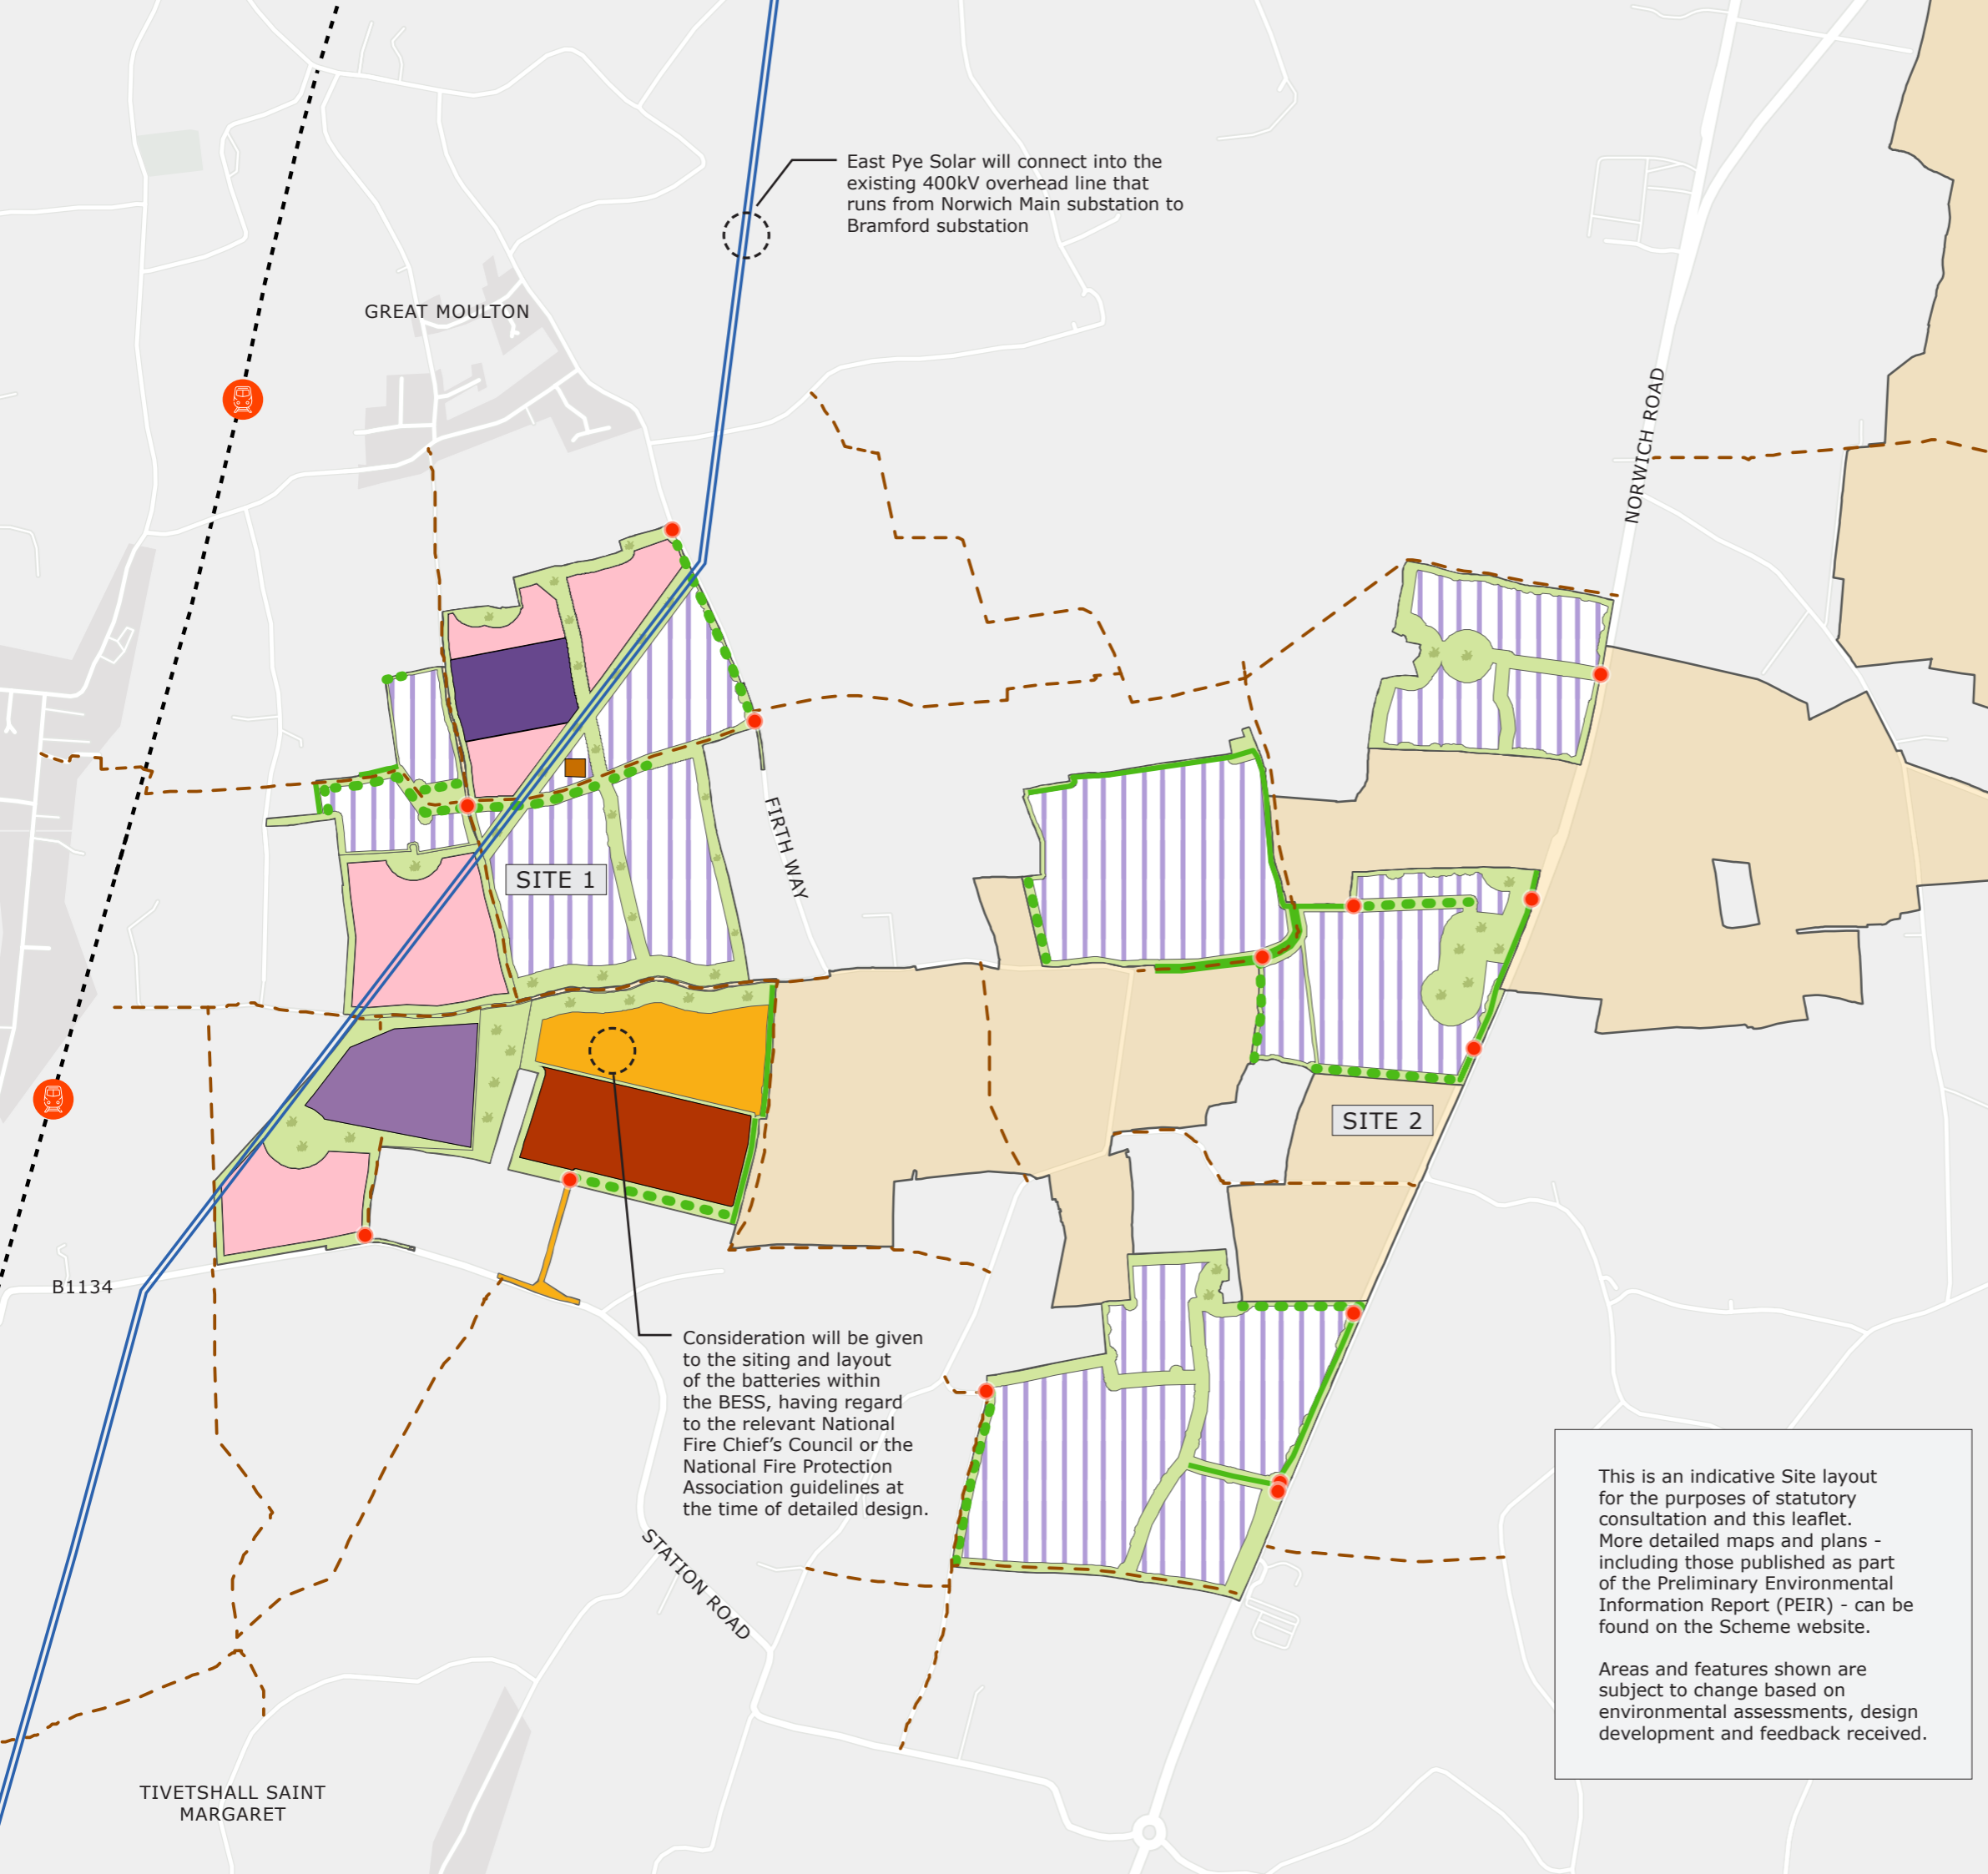 East Pye Solar will connect into the
existing 400kV overhead line that
runs from Norwich Main substation to
Bramford substation
GREAT MOULTON
NORWICH ROAD
FIRTH WAY
SITE 1
SITE 2
B1134
Consideration will be given
to the siting and layout
of the batteries within
the BESS, having regard
to the relevant National
Fire Chief’s Council or the
National Fire Protection
Association guidelines at
the time of detailed design.
STATION ROAD
This is an indicative Site layout
for the purposes of statutory
consultation and this leaflet.
More detailed maps and plans -
including those published as part
of the Preliminary Environmental
Information Report (PEIR) - can be
found on the Scheme website.
Areas and features shown are
subject to change based on
environmental assessments, design
development and feedback received.
TIVETSHALL SAINT
MARGARET